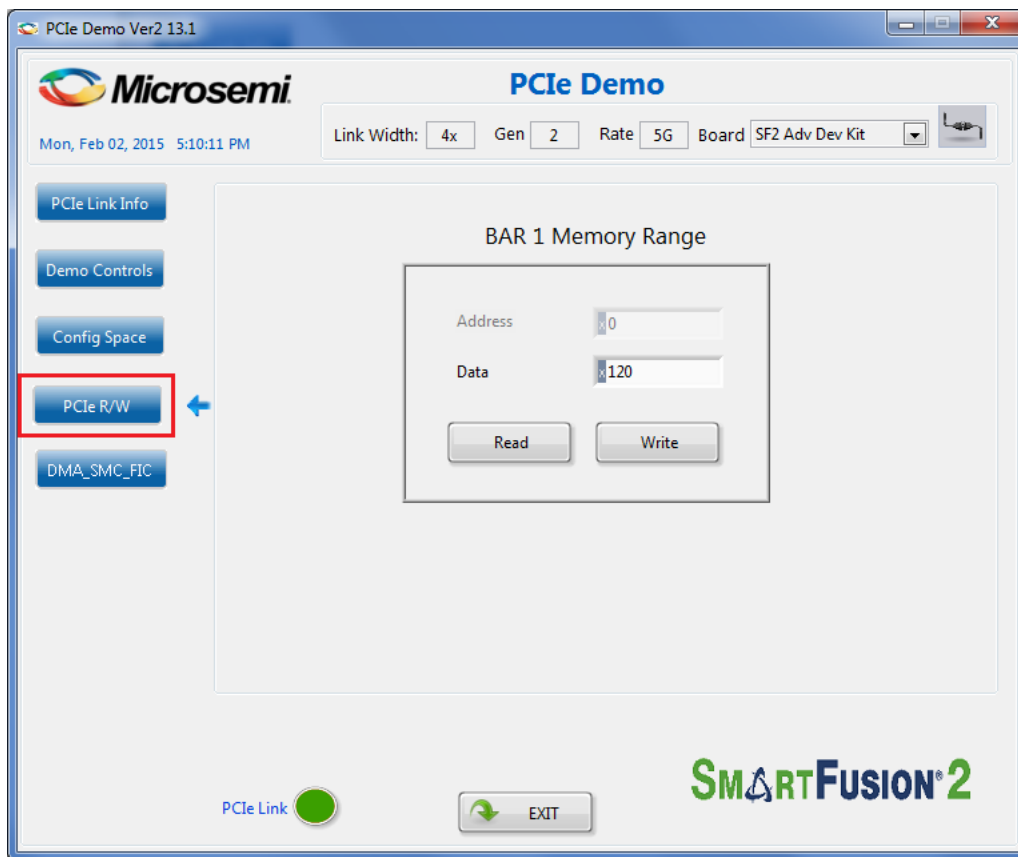 PCIe Demo Ver2 13.1
Microsemi.
PCIe Demo
Mon, Feb 02, 2015 5:10:11 PM
Link Width: 4x Gen 2 Rate 5G Board SF2 Adv Dev Kit
PCIe Link Info
Demo Controls
Config Space
PCIe R/W
DMA_SMC_FIC
BAR 1 Memory Range
Address x0
Data x120
Read Write
SMARTFUSION®2
PCIe Link
EXIT